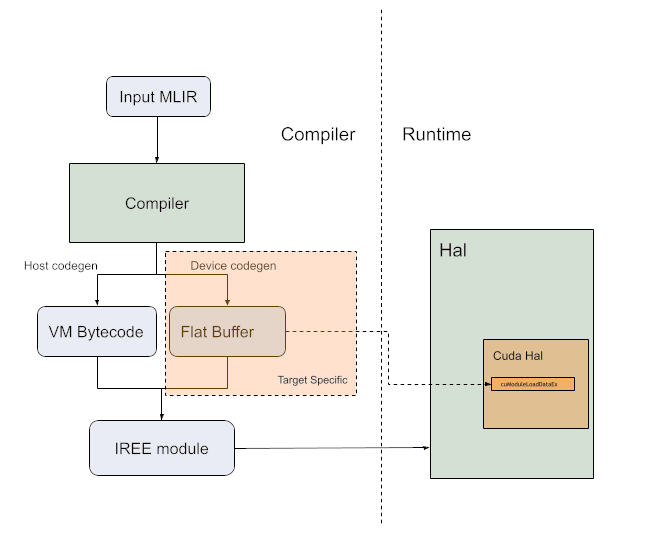 Input MLIR
Compiler
Runtime
Compiler
Hal
Host codegen
Device codegen
VM Bytecode
Flat Buffer
Cuda Hal
Target Specific
cuModuleLoadDataEx
IREE module